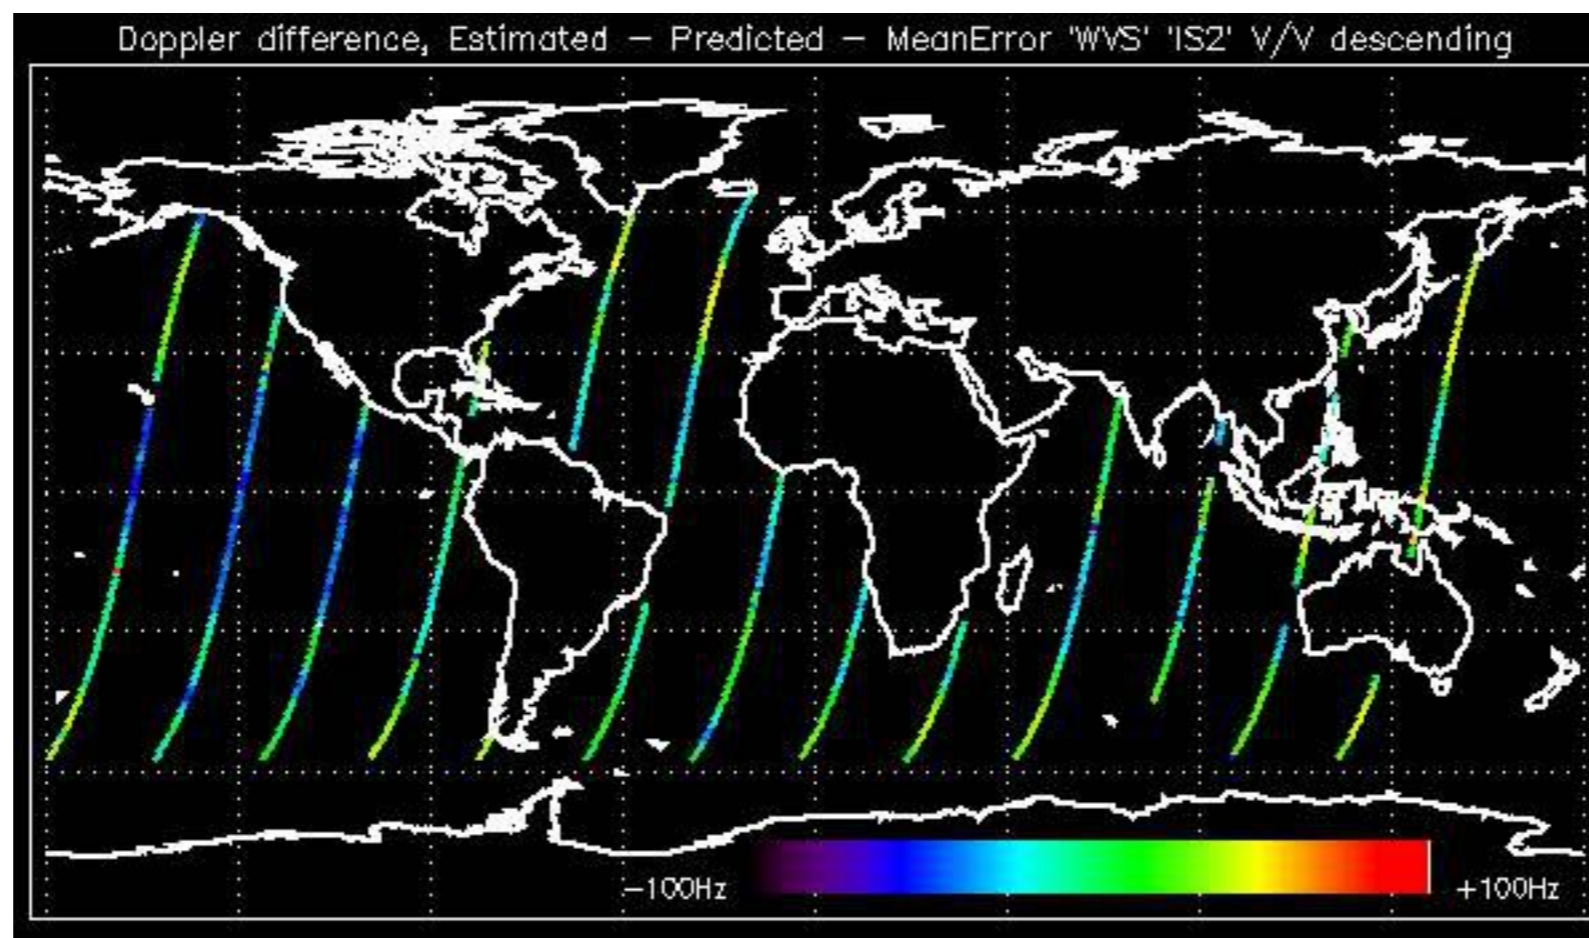 Doppler difference, Estimated – Predicted – MeanError 'WVS' 'IS2' V/V descending
–100Hz
+100Hz